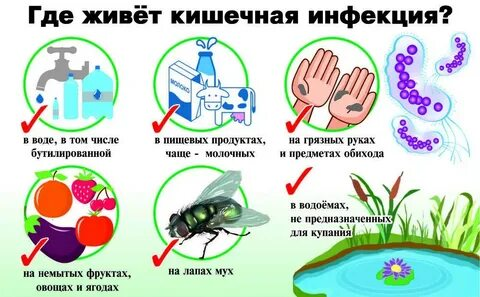 Где живёт кишечная инфекция?
МОЛОКО
в воде, в том числе
бутилированной
в пищевых продуктах,
чаще - молочных
на грязных руках
и предметах обихода
на немытых фруктах,
овощах и ягодах
на лапах мух
в водоёмах,
не предназначенных
для купания